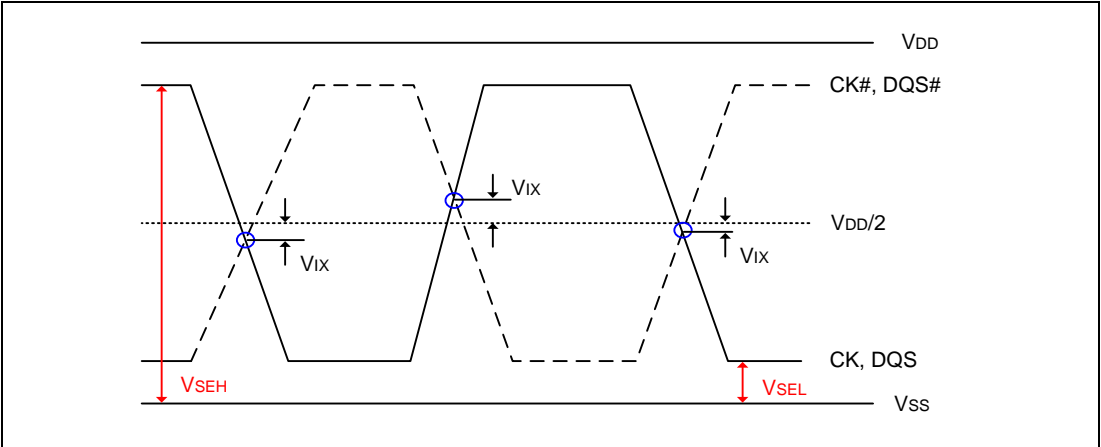 VDD
CK#, DQS#
VIX
VDD/2
VIX
VIX
CK, DQS
VSEH
VSEL
VSS